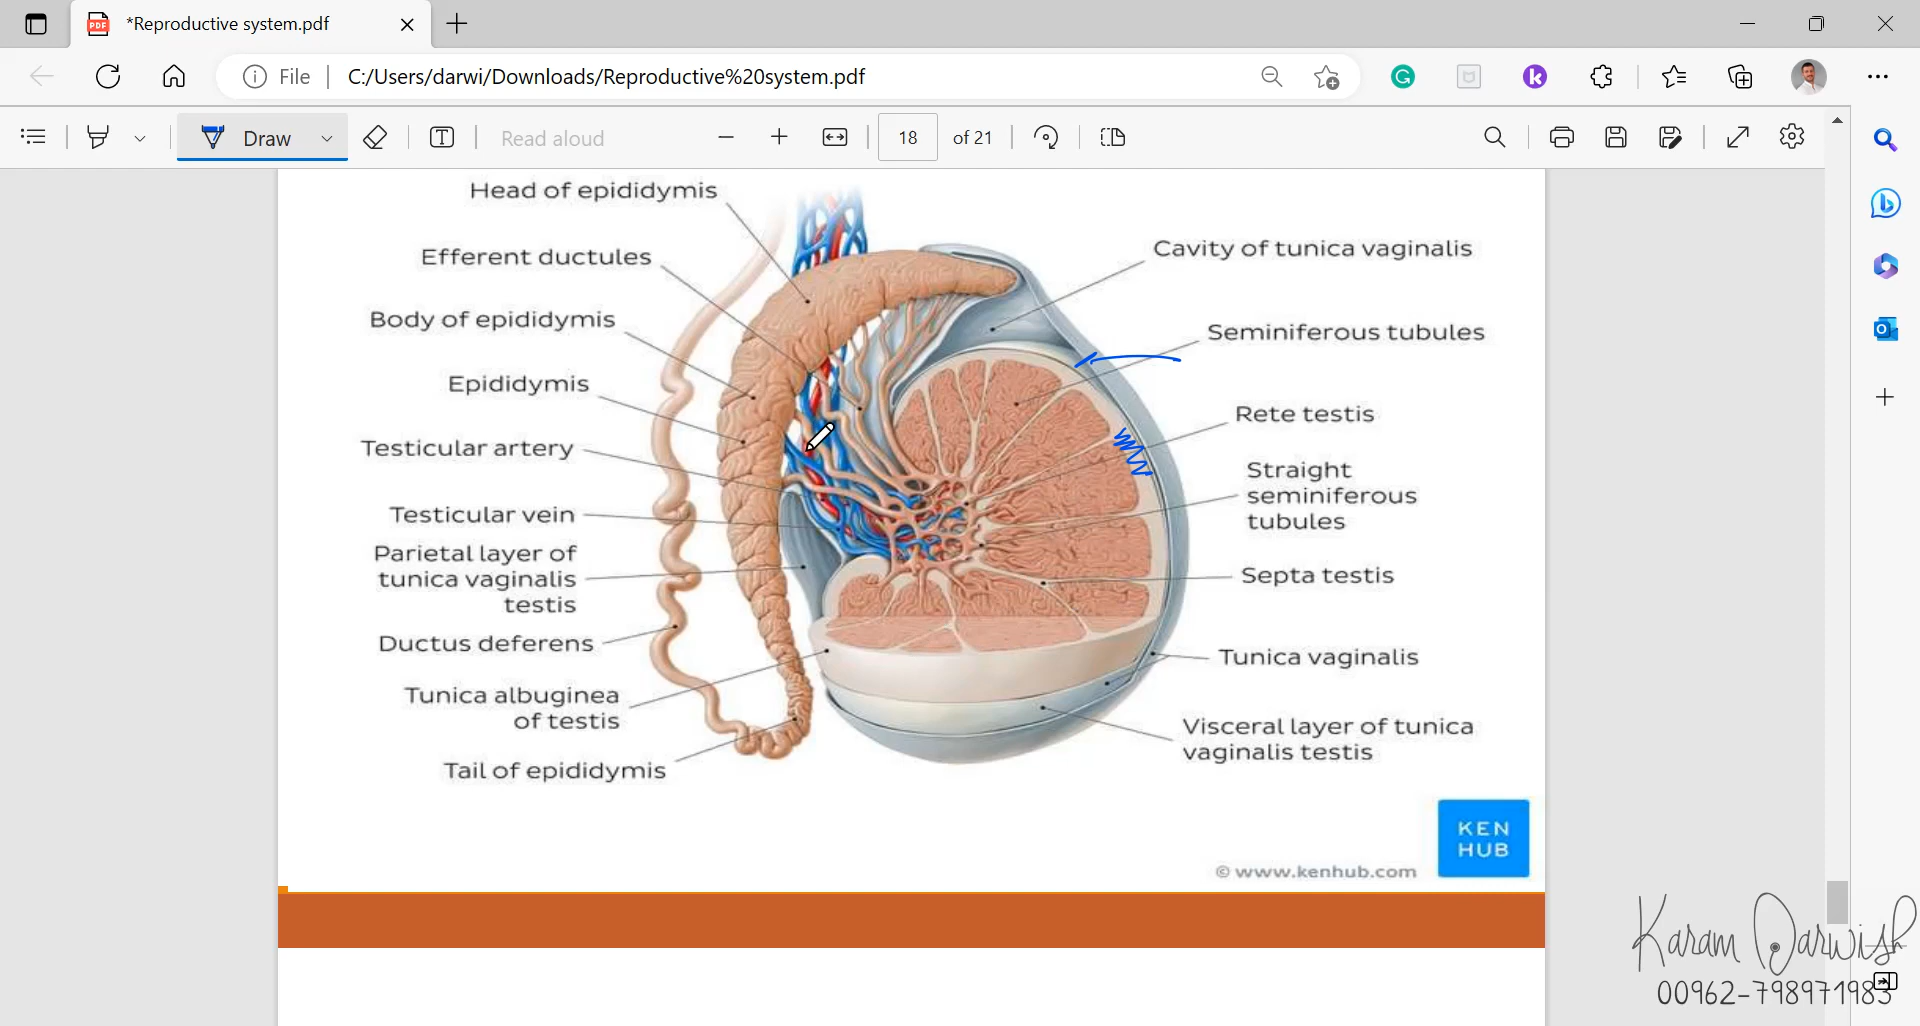 *Reproductive system.pdf
File
C:/Users/darwi/Downloads/Reproductive%20system.pdf
Draw
Read aloud
18
of 21
Head of epididymis
Efferent ductules
Body of epididymis
Epididymis
Testicular artery
Testicular vein
Parietal layer of
tunica vaginalis
testis
Ductus deferens
Tunica albuginea
of testis
Tail of epididymis
Cavity of tunica vaginalis
Seminiferous tubules
Rete testis
Straight
seminiferous
tubules
Septa testis
Tunica vaginalis
Visceral layer of tunica
vaginalis testis
KEN
HUB
© www.kenhub.com
Karam Darwish
00962-798971983